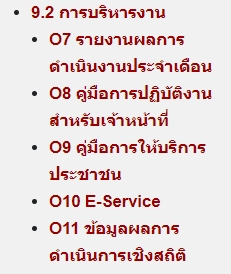 9.2 การบริหารงาน
O7 รายงานผลการ
ดำเนินงานประจำเดือน
O8 คู่มือการปฏิบัติงาน
สำหรับเจ้าหน้าที่
O9 คู่มือการให้บริการ
ประชาชน
O10 E-Service
O11 ข้อมูลผลการ
ดำเนินการเชิงสถิติ